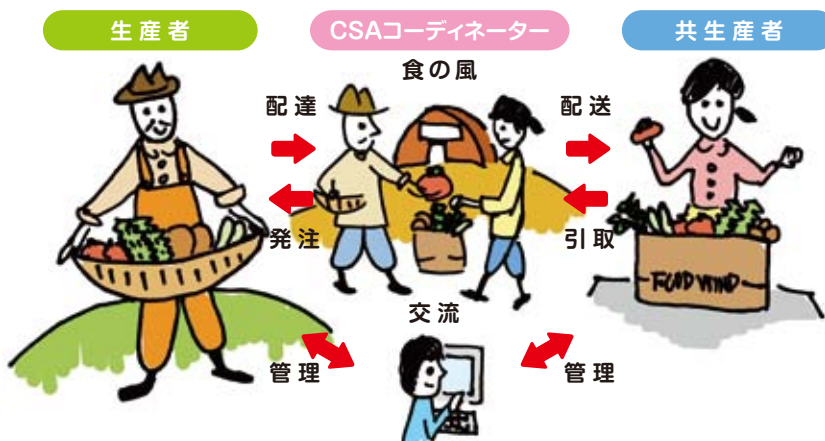 生産者
CSAコーディネーター
共生産者
食の風
配達
配送
発注
引取
FOOD WIND
交流
管理
管理